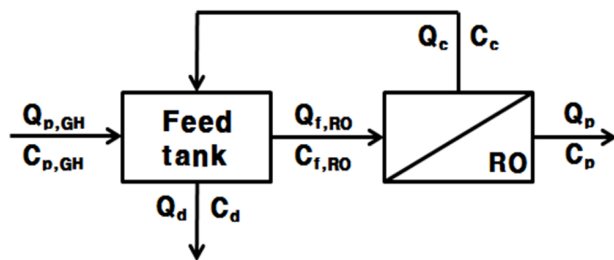 Qc Cc
Qp,GH
Cp,GH
Feed
tank
Qf,RO
Cf,RO
RO
Qp
Cp
Qd Cd